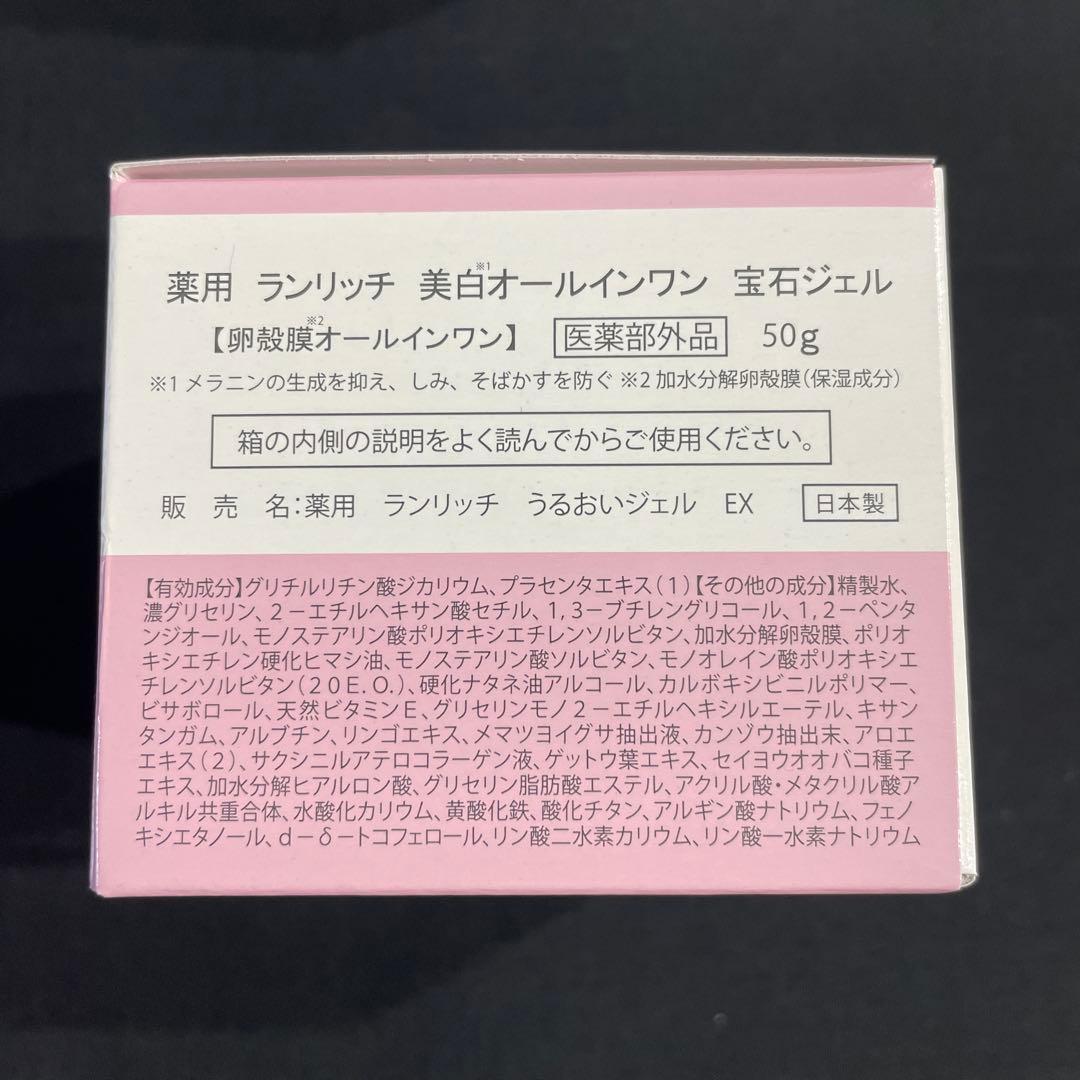 薬用 ランリッチ 美白※1オールインワン 宝石ジェル
【卵殻膜※2オールインワン】 医薬部外品 50g
※1メラニンの生成を抑え、しみ、そばかすを防ぐ ※2加水分解卵殻膜(保湿成分)
箱の内側の説明をよく読んでからご使用ください。
販 売 名:薬用 ランリッチ うるおいジェル EX 日本製
【有効成分】グリチルリチン酸ジカリウム、プラセンタエキス(1)【その他の成分】精製水、
濃グリセリン、2−エチルヘキサン酸セチル、1,3−ブチレングリコール、1,2−ペンタ
ンジオール、モノステアリン酸ポリオキシエチレンソルビタン、加水分解卵殻膜、ポリオ
キシエチレン硬化ヒマシ油、モノステアリン酸ソルビタン、モノオレイン酸ポリオキシエ
チレンソルビタン(20E.O.)、硬化ナタネ油アルコール、カルボキシビニルポリマー、
ビサボロール、天然ビタミンE、グリセリンモノ2−エチルヘキシルエーテル、キサン
タンガム、アルブチン、リンゴエキス、メマツヨイグサ抽出液、カンゾウ抽出末、アロエ
エキス(2)、サクシニルアテロコラーゲン液、ゲットウ葉エキス、セイヨウオオバコ種子
エキス、加水分解ヒアルロン酸、グリセリン脂肪酸エステル、アクリル酸・メタクリル酸ア
ルキル共重合体、水酸化カリウム、黄酸化鉄、酸化チタン、アルギン酸ナトリウム、フェノ
キシエタノール、d−δ−トコフェロール、リン酸二水素カリウム、リン酸一水素ナトリウム